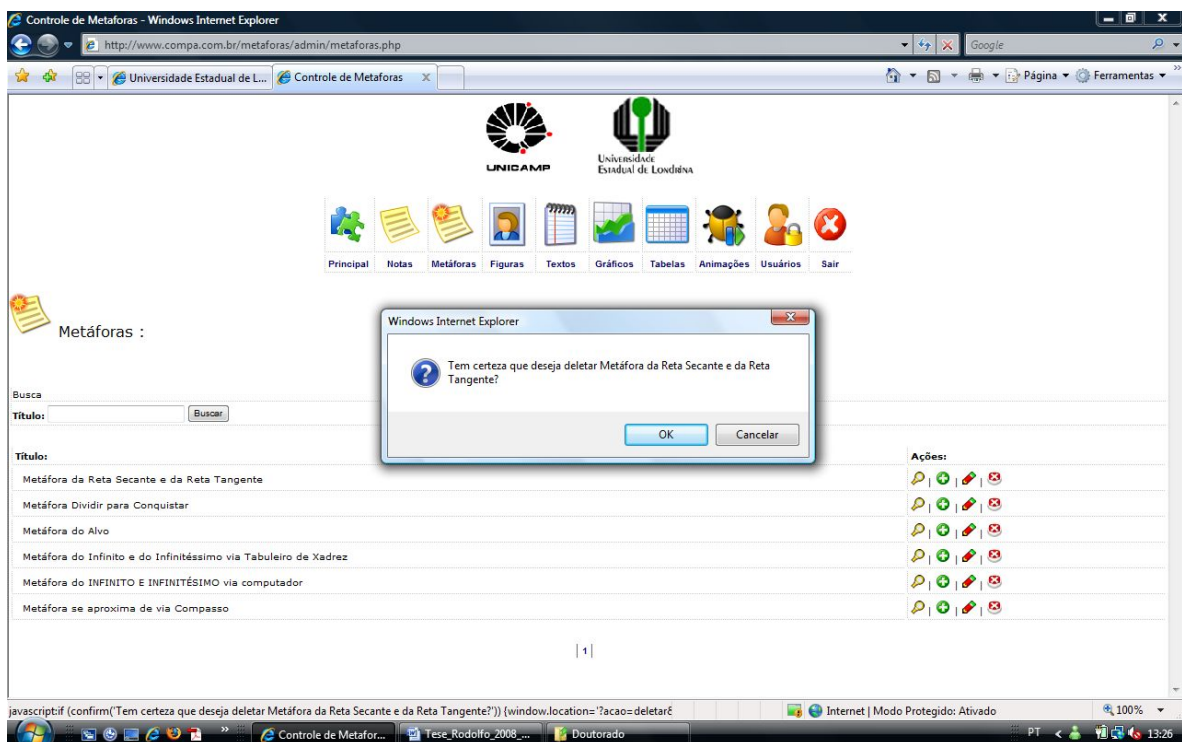 Controle de Metaforas - Windows Internet Explorer
http://www.compa.com.br/metaforas/admin/metaforas.php
Google
Universidade Estadual de L...
Controle de Metaforas
Página
Ferramentas
UNICAMP
Universidade
Estadual de Londrina
Principal
Notas
Metáforas
Figuras
Textos
Gráficos
Tabelas
Animações
Usuários
Sair
Metáforas :
Windows Internet Explorer
Tem certeza que deseja deletar Metáfora da Reta Secante e da Reta
Tangente?
OK
Cancelar
Busca
Título:
Buscar
Título:
Ações:
Metáfora da Reta Secante e da Reta Tangente
Metáfora Dividir para Conquistar
Metáfora do Alvo
Metáfora do Infinito e do Infinitéssimo via Tabuleiro de Xadrez
Metáfora do INFINITO E INFINITÉSIMO via computador
Metáfora se aproxima de via Compasso
| 1 |
javascript:if (confirm('Tem certeza que deseja deletar Metáfora da Reta Secante e da Reta Tangente?')) {window.location='?acao=deletar&
Internet | Modo Protegido: Ativado
100%
Controle de Metafor...
Tese_Rodolfo_2008_...
Doutorado
PT
13:26